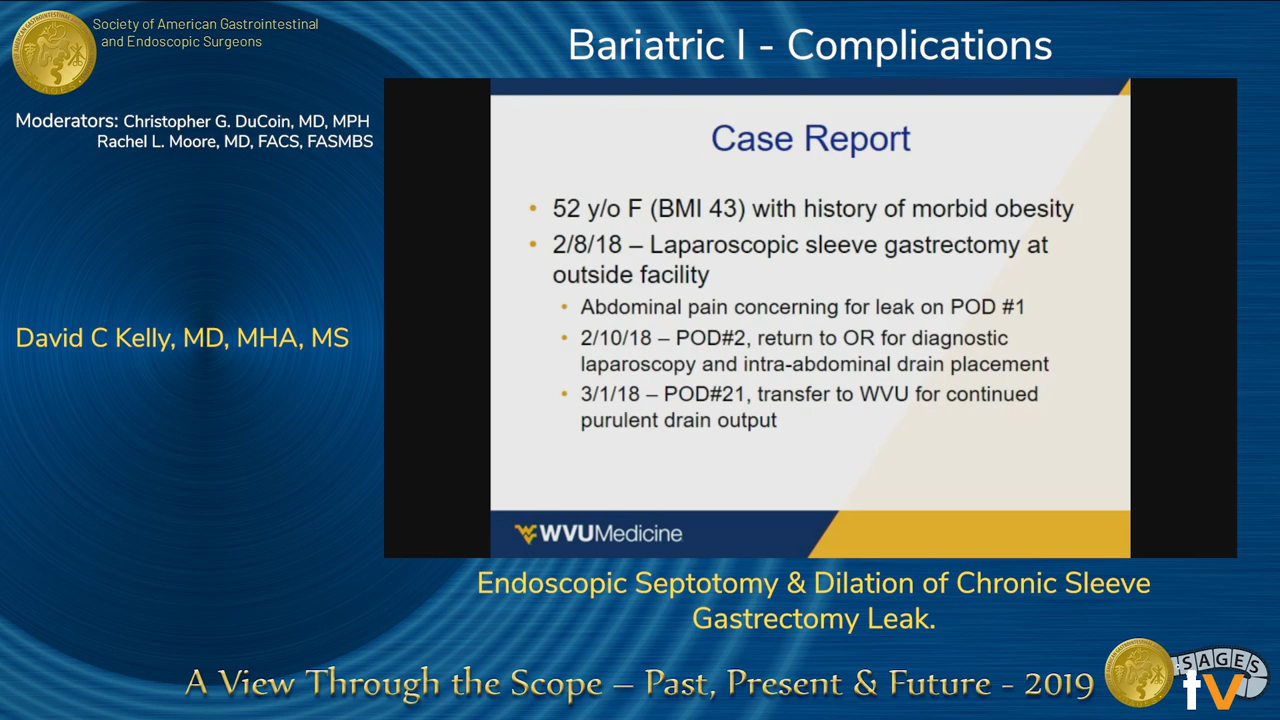 Society of American Gastrointestinal
and Endoscopic Surgeons
Bariatric I - Complications
Moderators: Christopher G. DuCoin, MD, MPH
Rachel L. Moore, MD, FACS, FASMBS
David C Kelly, MD, MHA, MS
Case Report
• 52 y/o F (BMI 43) with history of morbid obesity
• 2/8/18 – Laparoscopic sleeve gastrectomy at
outside facility
• Abdominal pain concerning for leak on POD #1
• 2/10/18 – POD#2, return to OR for diagnostic
laparoscopy and intra-abdominal drain placement
• 3/1/18 – POD#21, transfer to WVU for continued
purulent drain output
WVUMedicine
Endoscopic Septotomy & Dilation of Chronic Sleeve
Gastrectomy Leak.
A View Through the Scope – Past, Present & Future - 2019
SAGES
tv